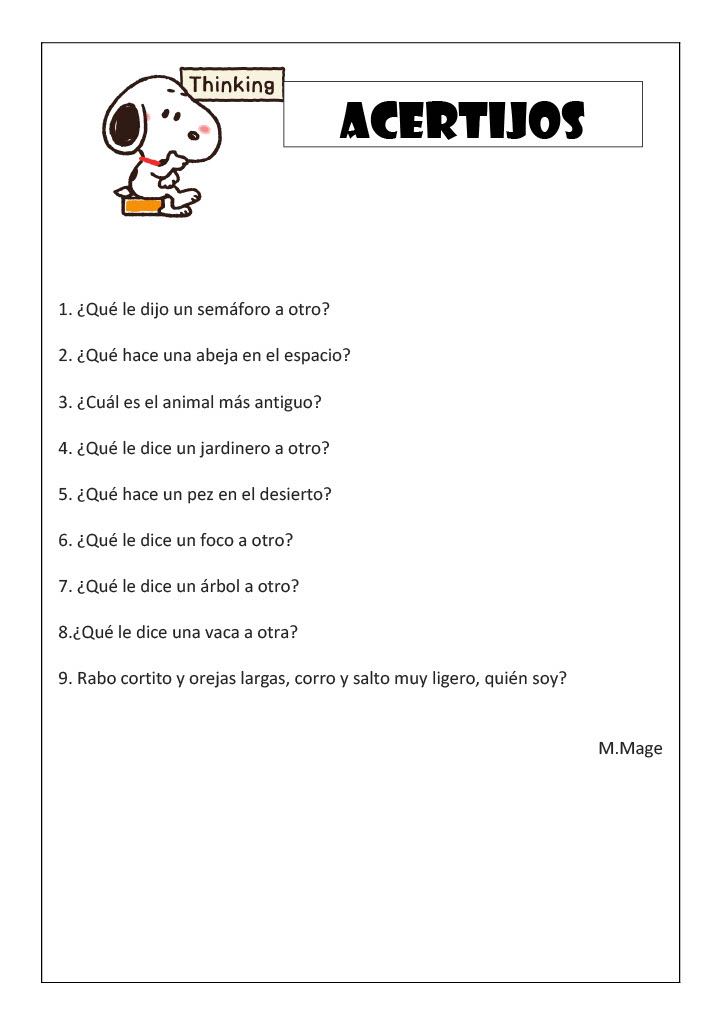 Thinking
ACERTIJOS
1. ¿Qué le dijo un semáforo a otro?
2. ¿Qué hace una abeja en el espacio?
3. ¿Cuál es el animal más antiguo?
4. ¿Qué le dice un jardinero a otro?
5. ¿Qué hace un pez en el desierto?
6. ¿Qué le dice un foco a otro?
7. ¿Qué le dice un árbol a otro?
8.¿Qué le dice una vaca a otra?
9. Rabo cortito y orejas largas, corro y salto muy ligero, quién soy?
M.Mage